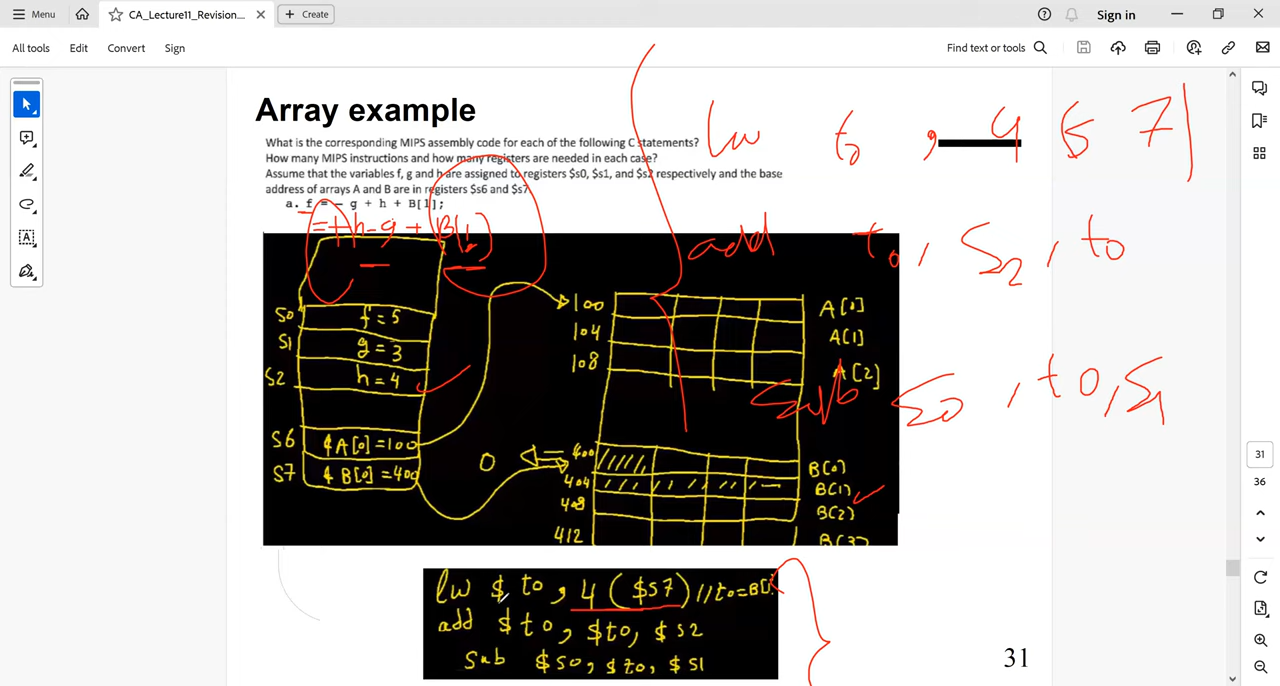 Menu
CA_Lecture11_Revision...
Create
Sign in
All tools
Edit
Convert
Sign
Find text or tools
Array example
What is the corresponding MIPS assembly code for each of the following C statements?
How many MIPS instructions and how many registers are needed in each case?
Assume that the variables f, g and h are assigned to registers $s0, $s1, and $s2 respectively and the base
address of arrays A and B are in registers $s6 and $s7
a. f = – g + h + B[1];
= + h - g + B[1]
lw t0 , 4 ( S 7 )
add t0 , S2 , t0
sub S0 , t0 , S1
S0 f = 5
S1 g = 3
S2 h = 4
S6 & A[0] = 100
S7 & B[0] = 400
0
100 A[0]
104 A[1]
108 A[2]
400 B[0]
404 B[1]
408 B[2]
412 B[3]
lw $ t0 , 4 ( $S7 ) // t0 = B[1
add $ t0 , $ t0 , $ S2
sub $ S0 , $ t0 , $ S1
31
31
36